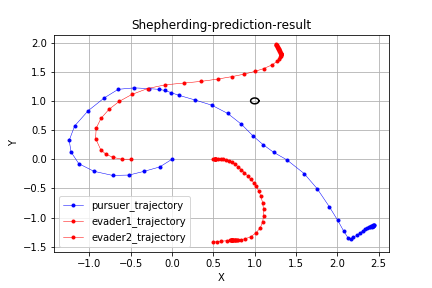 Shepherding-prediction-result
2.0
1.5
1.0
0.5
0.0
−0.5
−1.0
−1.5
Y
pursuer_trajectory
evader1_trajectory
evader2_trajectory
−1.0 −0.5 0.0 0.5 1.0 1.5 2.0 2.5
X